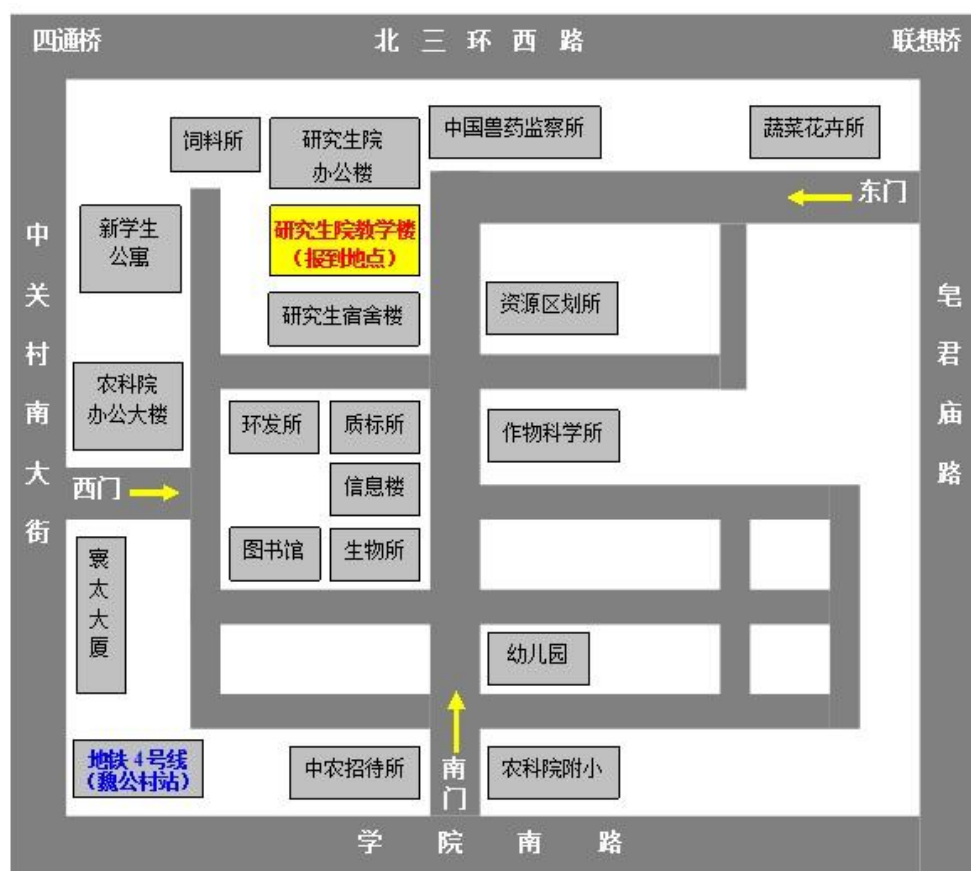 四通桥
北三环西路
联想桥
中国兽药监察所
蔬菜花卉所
饲料所
研究生院
办公楼
东门
中关村南大街
新学生
公寓
研究生院教学楼
（报到地点）
皂君庙路
资源区划所
研究生宿舍楼
农科院
办公大楼
环发所
质标所
作物科学所
西门
信息楼
图书馆
生物所
寰太大厦
幼儿园
地铁4号线
（魏公村站）
中农招待所
南门
农科院附小
学院南路